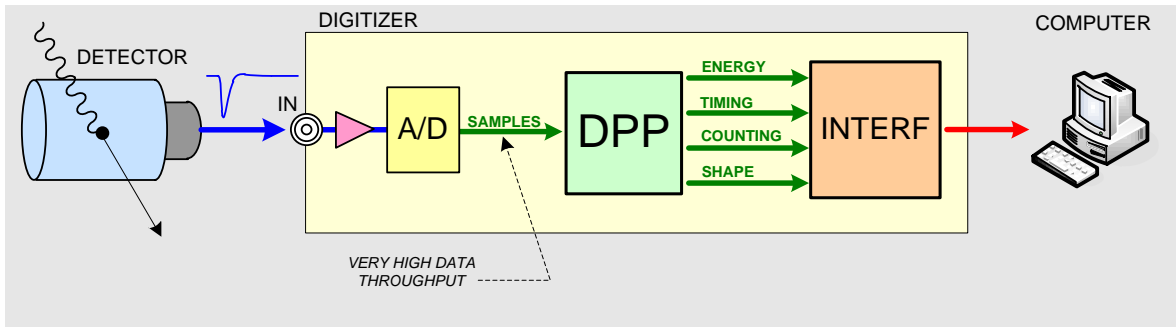 DIGITIZER
COMPUTER
DETECTOR
IN
A/D
SAMPLES
DPP
ENERGY
TIMING
COUNTING
SHAPE
INTERF
VERY HIGH DATA
THROUGHPUT